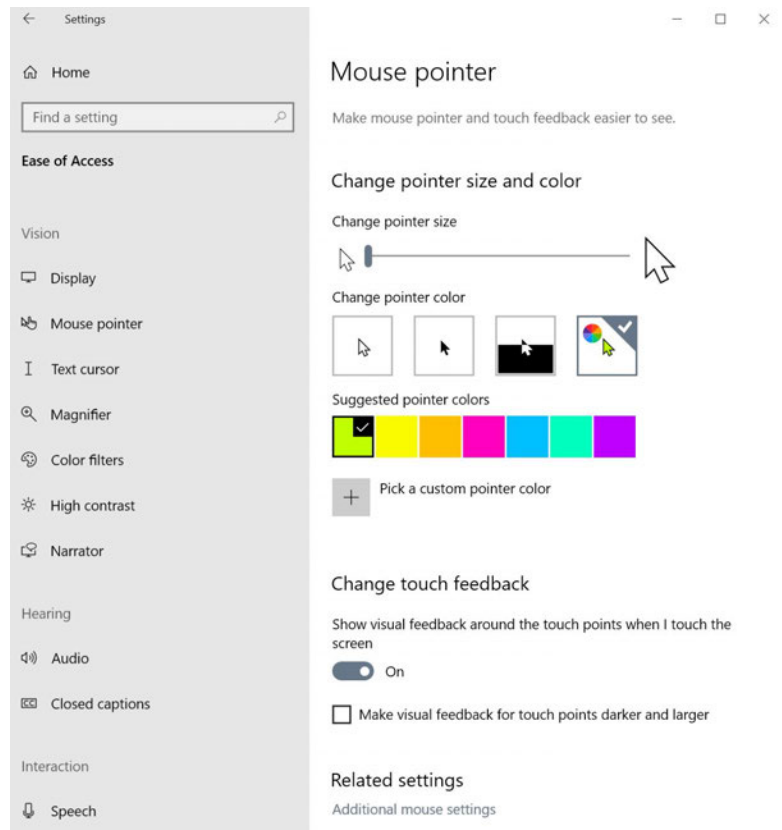 Settings
Home
Find a setting
Ease of Access
Vision
Display
Mouse pointer
Text cursor
Magnifier
Color filters
High contrast
Narrator
Hearing
Audio
Closed captions
Interaction
Speech
Mouse pointer
Make mouse pointer and touch feedback easier to see.
Change pointer size and color
Change pointer size
Change pointer color
Suggested pointer colors
Pick a custom pointer color
Change touch feedback
Show visual feedback around the touch points when I touch the
screen
On
Make visual feedback for touch points darker and larger
Related settings
Additional mouse settings